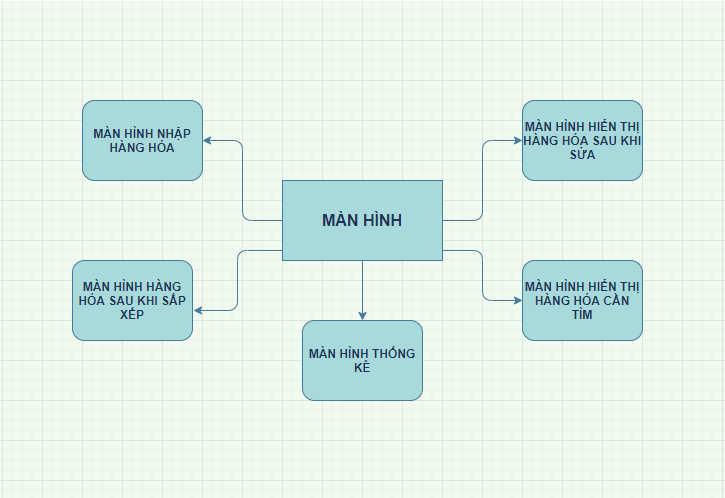 MÀN HÌNH NHẬP
HÀNG HÓA
MÀN HÌNH HIỂN THỊ
HÀNG HÓA SAU KHI
SỬA
MÀN HÌNH
MÀN HÌNH HÀNG
HÓA SAU KHI SẮP
XẾP
MÀN HÌNH HIỂN THỊ
HÀNG HÓA CẦN
TÌM
MÀN HÌNH THỐNG
KÊ